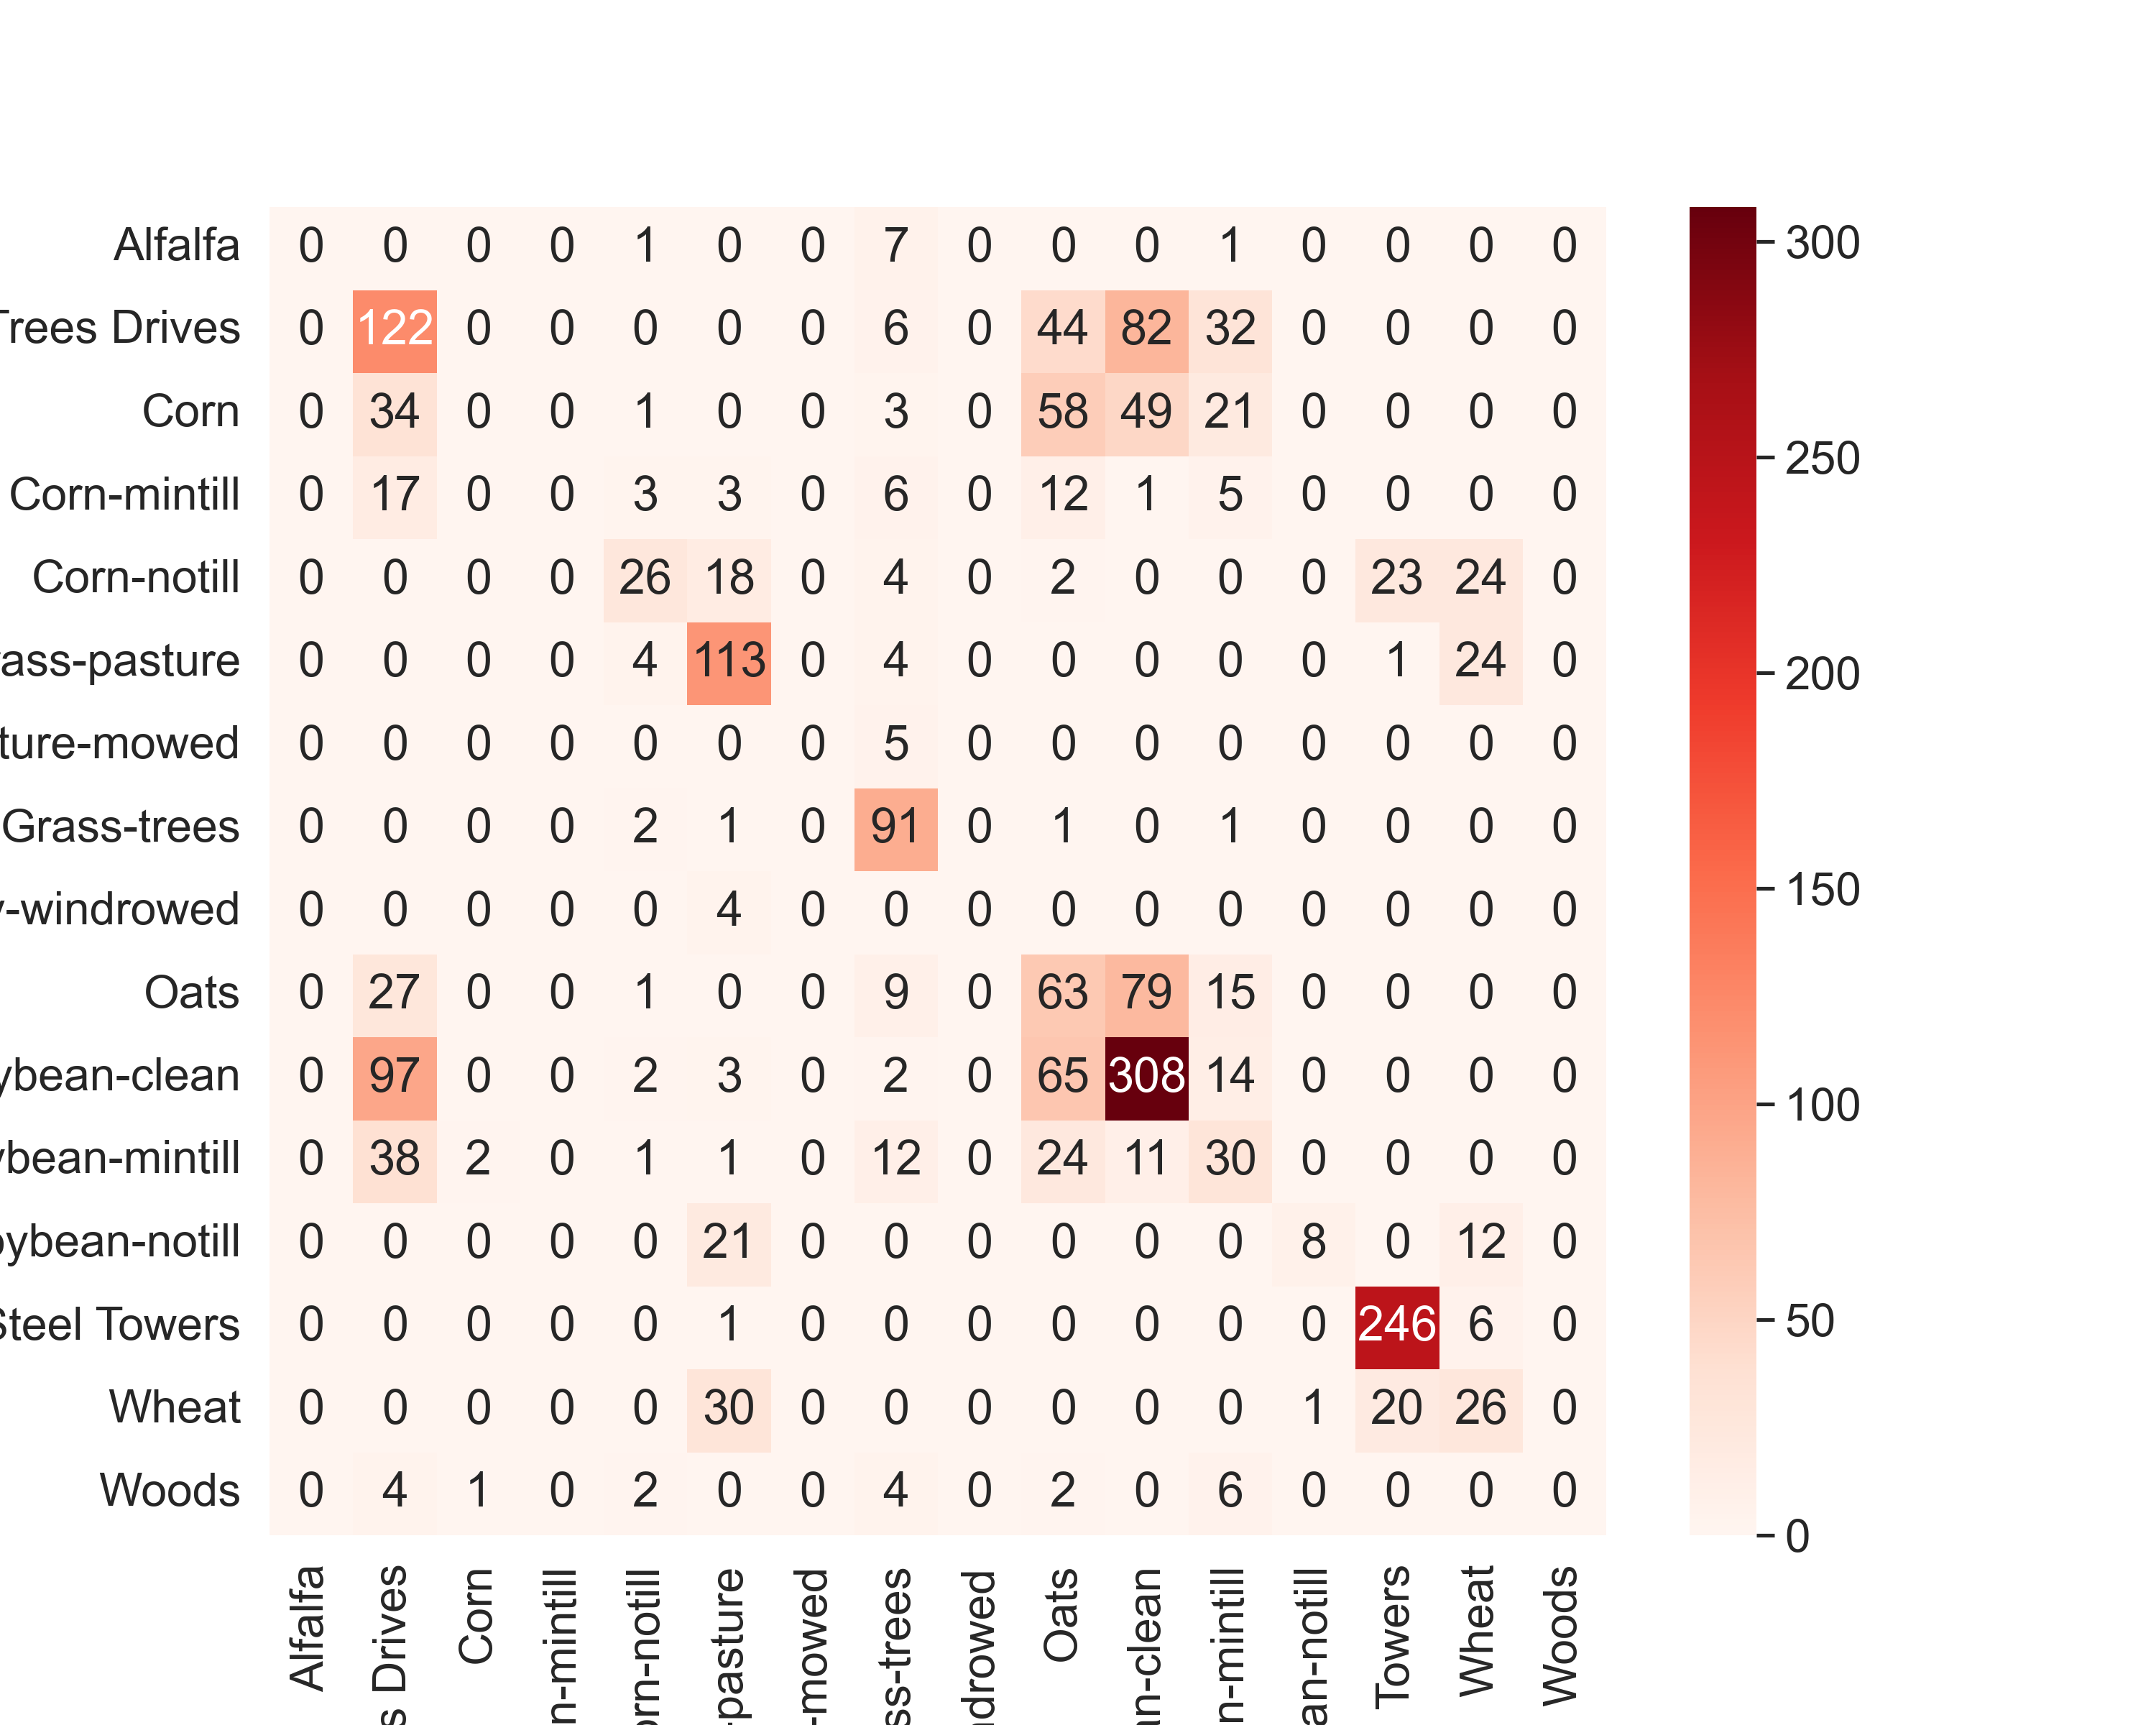 Alfalfa 0 0 0 0 1 0 0 7 0 0 0 1 0 0 0 0
Trees Drives 0 122 0 0 0 0 0 6 0 44 82 32 0 0 0 0
Corn 0 34 0 0 1 0 0 3 0 58 49 21 0 0 0 0
Corn-mintill 0 17 0 0 3 3 0 6 0 12 1 5 0 0 0 0
Corn-notill 0 0 0 0 26 18 0 4 0 2 0 0 0 23 24 0
ass-pasture 0 0 0 0 4 113 0 4 0 0 0 0 0 1 24 0
ture-mowed 0 0 0 0 0 0 0 5 0 0 0 0 0 0 0 0
Grass-trees 0 0 0 0 2 1 0 91 0 1 0 1 0 0 0 0
y-windrowed 0 0 0 0 0 4 0 0 0 0 0 0 0 0 0 0
Oats 0 27 0 0 1 0 0 9 0 63 79 15 0 0 0 0
ybean-clean 0 97 0 0 2 3 0 2 0 65 308 14 0 0 0 0
ybean-mintill 0 38 2 0 1 1 0 12 0 24 11 30 0 0 0 0
oybean-notill 0 0 0 0 0 21 0 0 0 0 0 0 8 0 12 0
Steel Towers 0 0 0 0 0 1 0 0 0 0 0 0 0 246 6 0
Wheat 0 0 0 0 0 30 0 0 0 0 0 0 1 20 26 0
Woods 0 4 1 0 2 0 0 4 0 2 0 6 0 0 0 0
Alfalfa
s Drives
Corn
n-mintill
orn-notill
-pasture
-mowed
ss-trees
ndrowed
Oats
an-clean
n-mintill
an-notill
Towers
Wheat
Woods
300
250
200
150
100
50
0